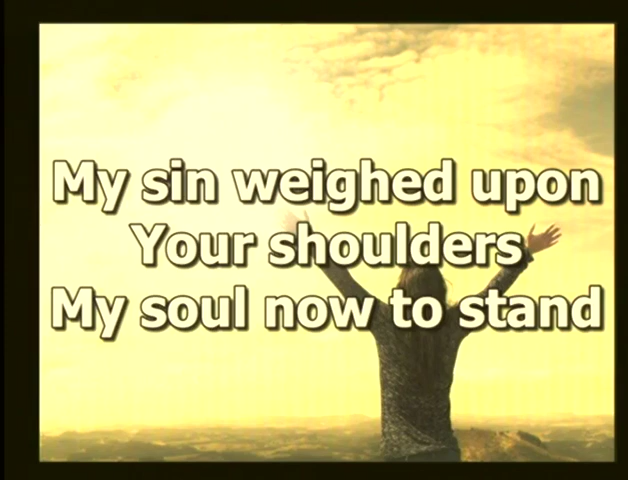 My sin weighed upon
Your shoulders
My soul now to stand